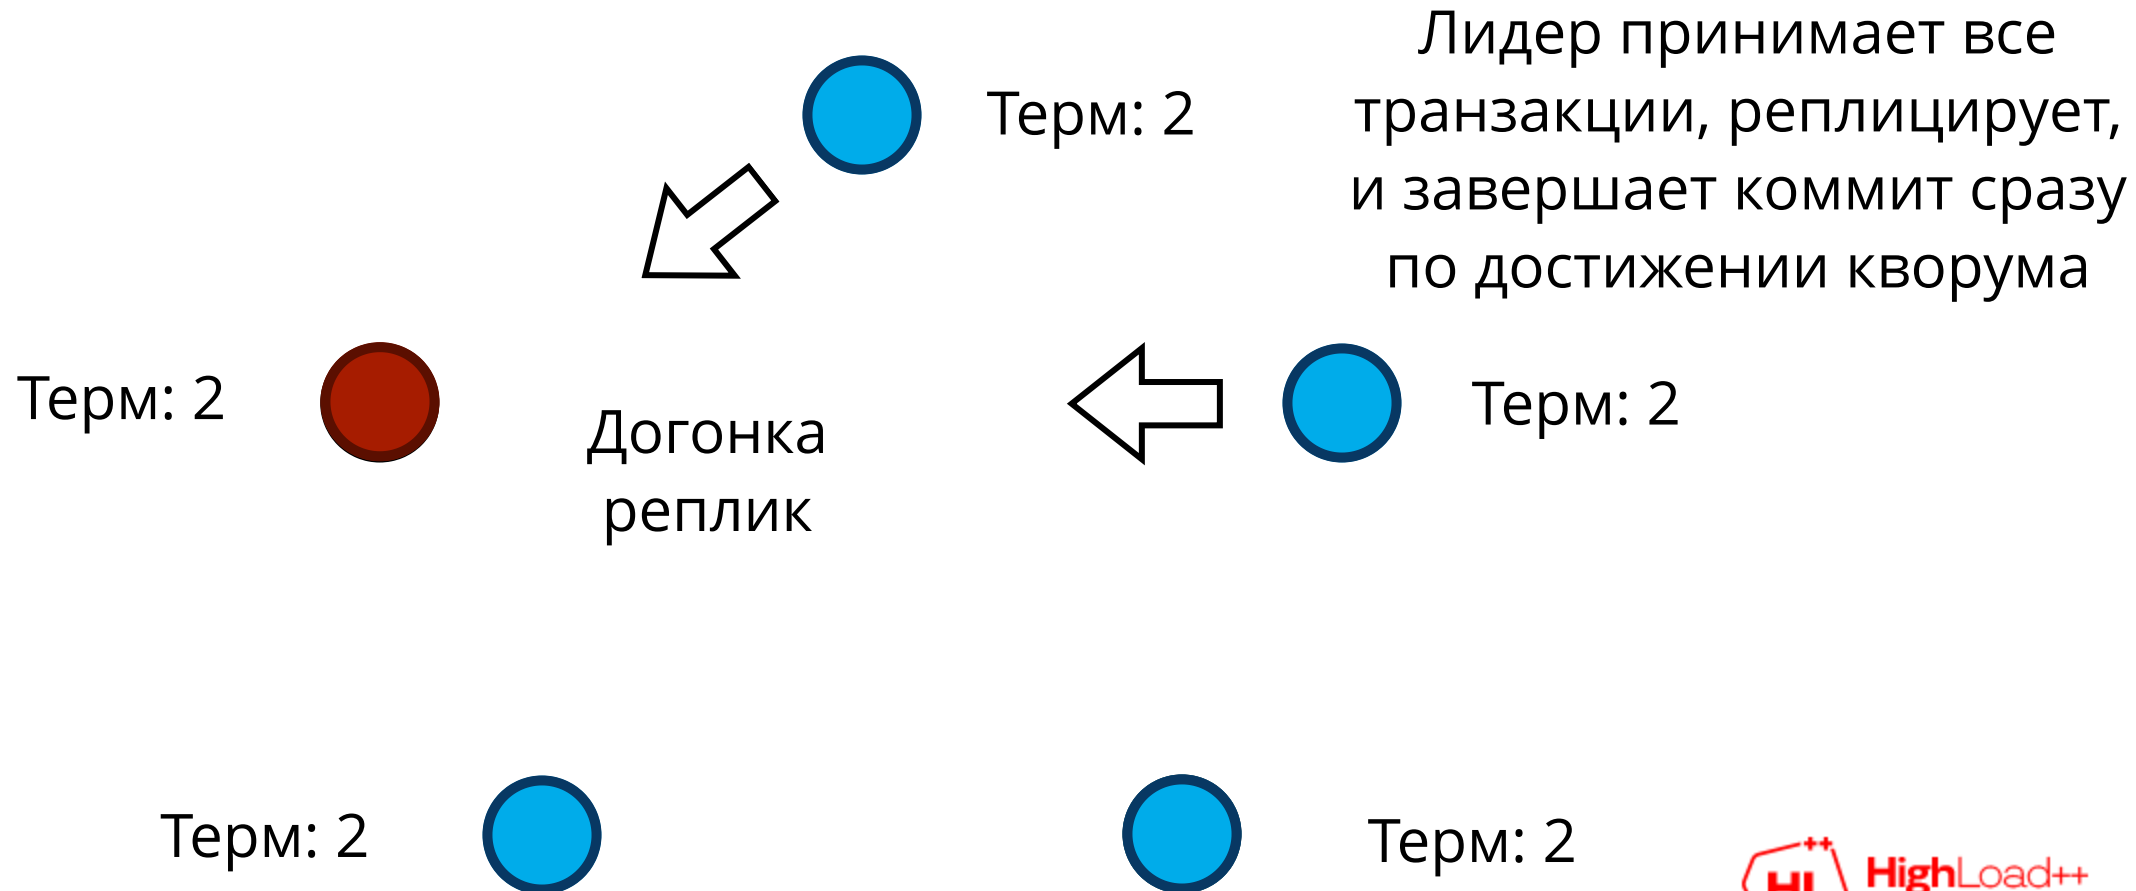 Лидер принимает все
транзакции, реплицирует,
и завершает коммит сразу
по достижении кворума
Терм: 2
Терм: 2
Терм: 2
Догонка
реплик
Терм: 2
Терм: 2
++
HL
HighLoad++